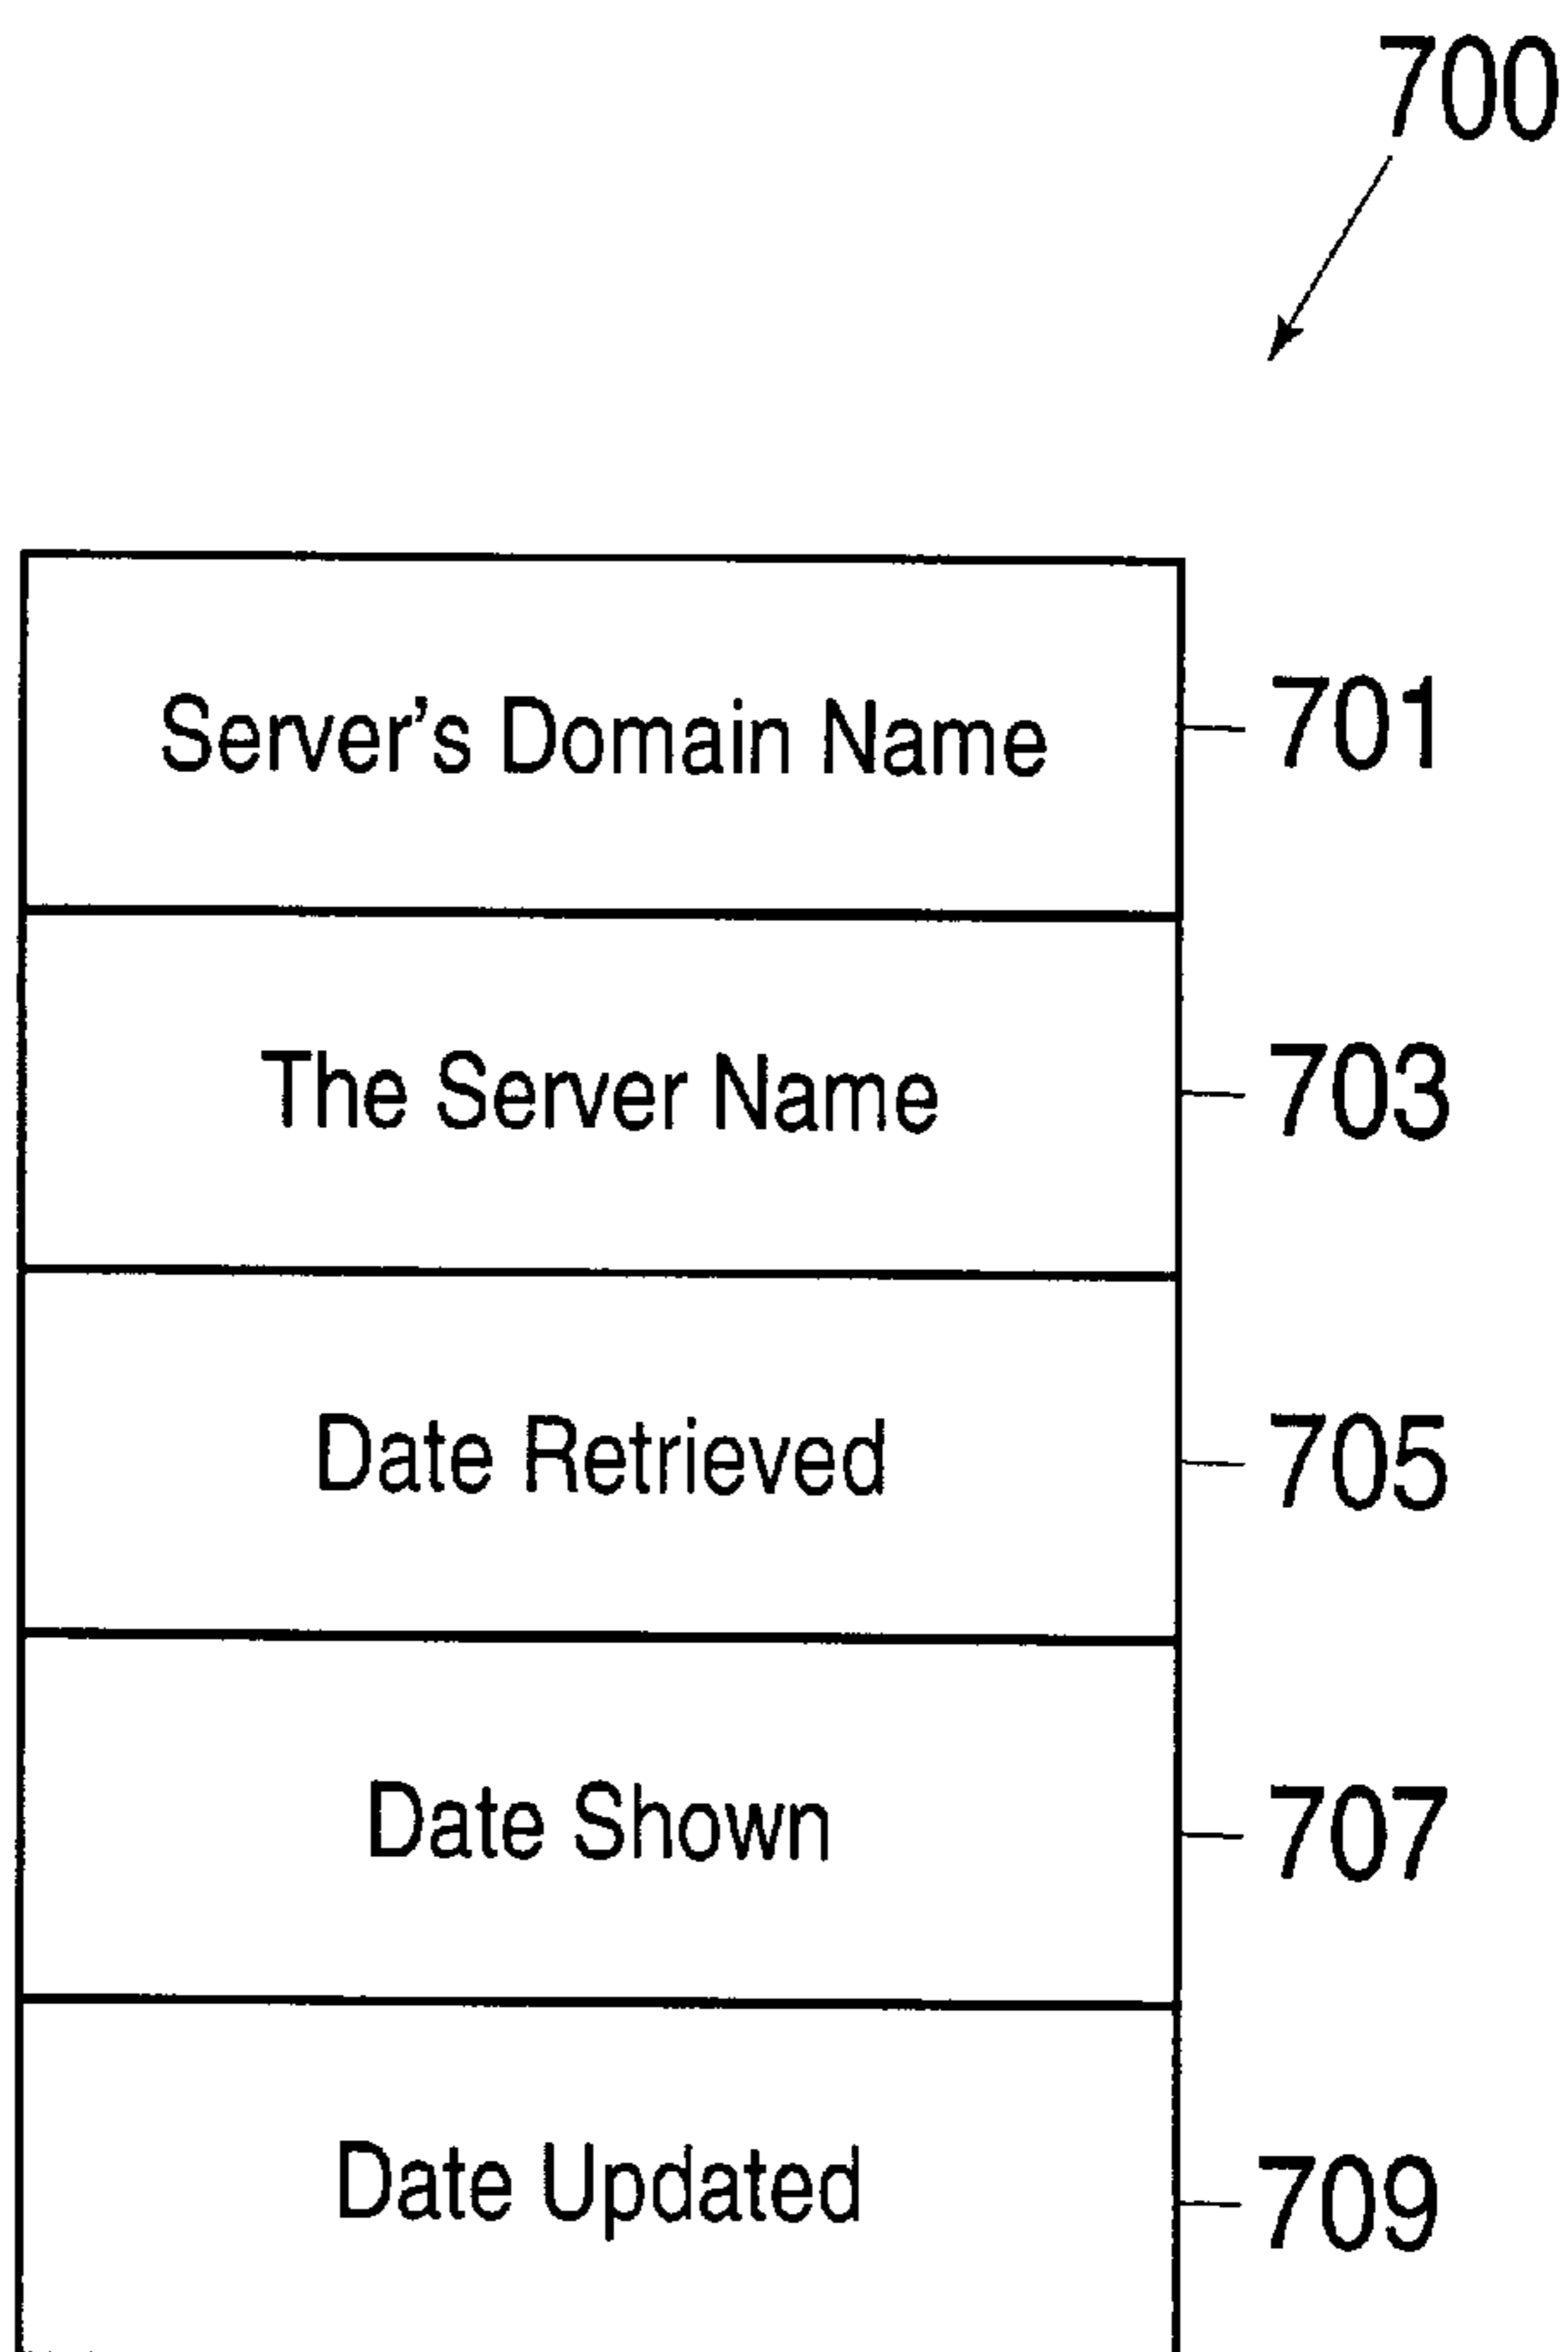 700
Server's Domain Name 701
The Server Name 703
Date Retrieved 705
Date Shown 707
Date Updated 709